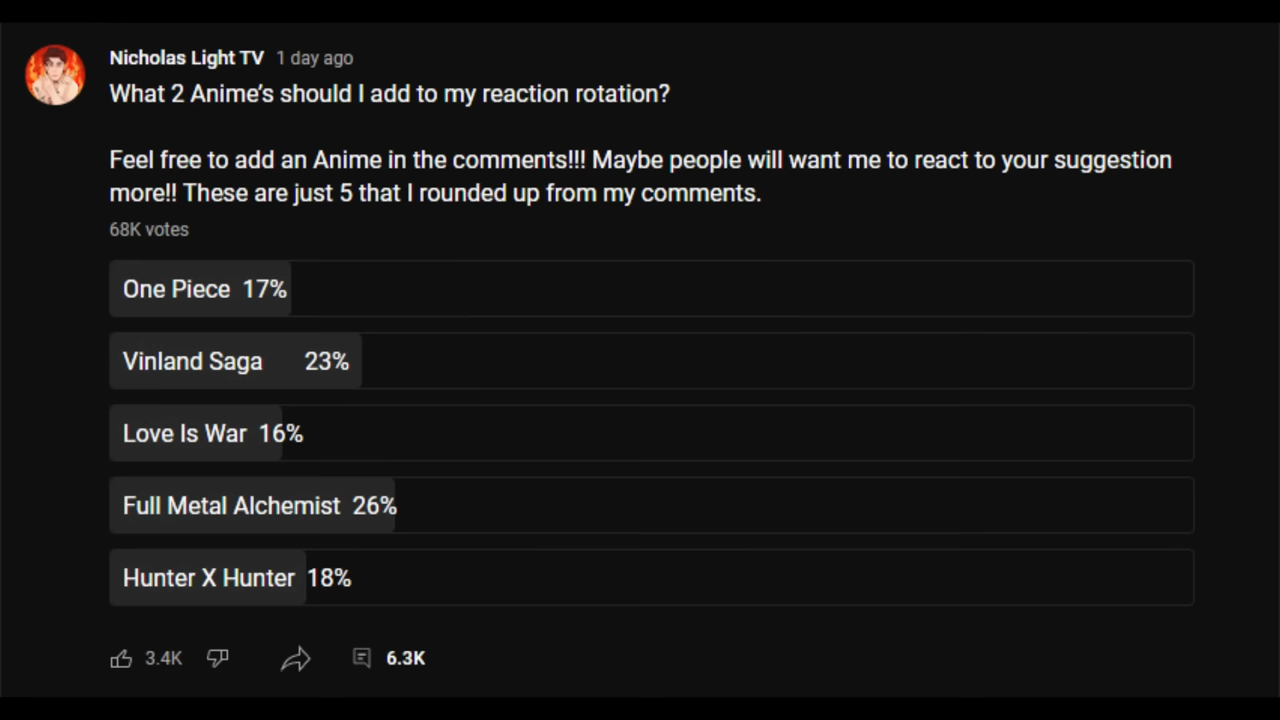 Nicholas Light TV 1 day ago
What 2 Anime’s should I add to my reaction rotation?
Feel free to add an Anime in the comments!!! Maybe people will want me to react to your suggestion
more!! These are just 5 that I rounded up from my comments.
68K votes
One Piece 17%
Vinland Saga 23%
Love Is War 16%
Full Metal Alchemist 26%
Hunter X Hunter 18%
3.4K 6.3K